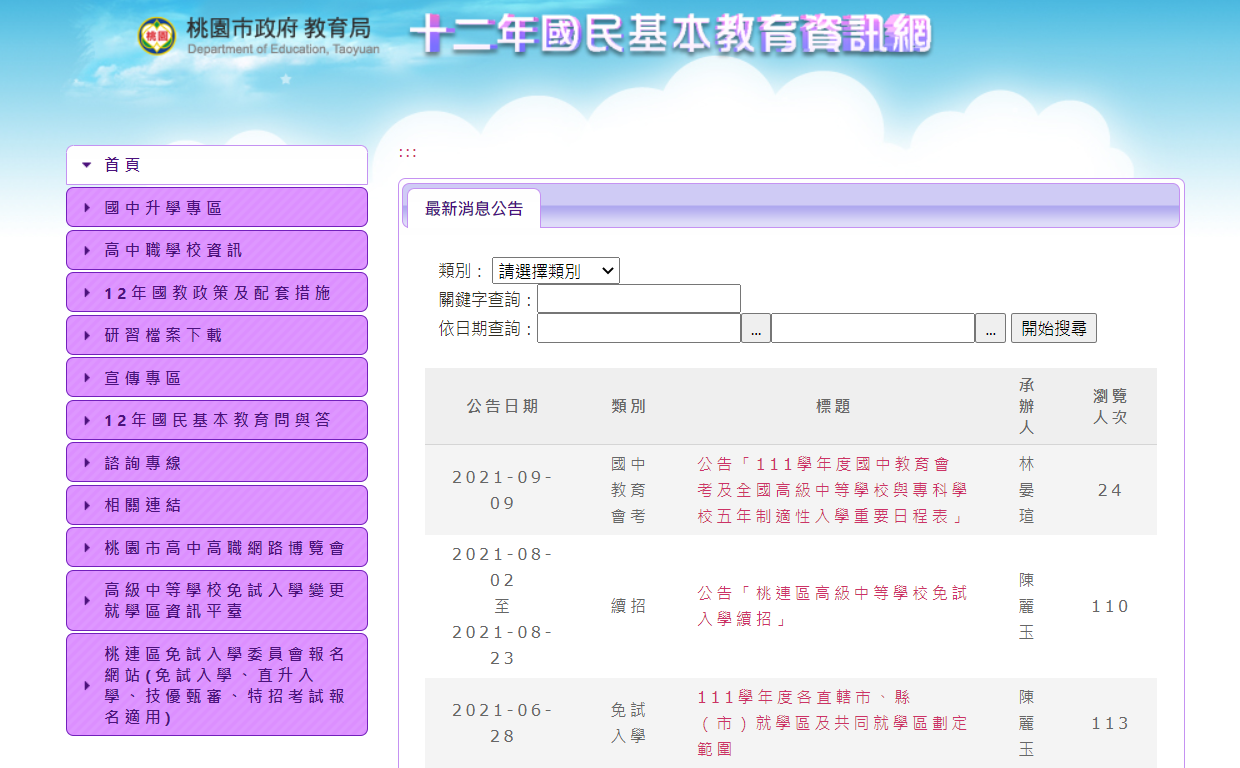 桃園市政府 教育局
Department of Education, Taoyuan
十二年國民基本教育資訊網
首頁
國中升學專區
高中職學校資訊
12年國教政策及配套措施
研習檔案下載
宣傳專區
12年國民基本教育問與答
諮詢專線
相關連結
桃園市高中高職網路博覽會
高級中等學校免試入學變更
就學區資訊平臺
桃連區免試入學委員會報名
網站(免試入學、直升入
學、技優甄審、特招考試報
名適用)
:::
最新消息公告
類別： 請選擇類別
關鍵字查詢：
依日期查詢： ... ... 開始搜尋
公告日期 類別 標題 承辦人 瀏覽人次
2021-09-09 國中教育會考 公告「111學年度國中教育會考及全國高級中等學校與專科學校五年制適性入學重要日程表」 林晏瑄 24
2021-08-02 至 2021-08-23 續招 公告「桃連區高級中等學校免試入學續招」 陳麗玉 110
2021-06-28 免試入學 111學年度各直轄市、縣（市）就學區及共同就學區劃定範圍 陳麗玉 113